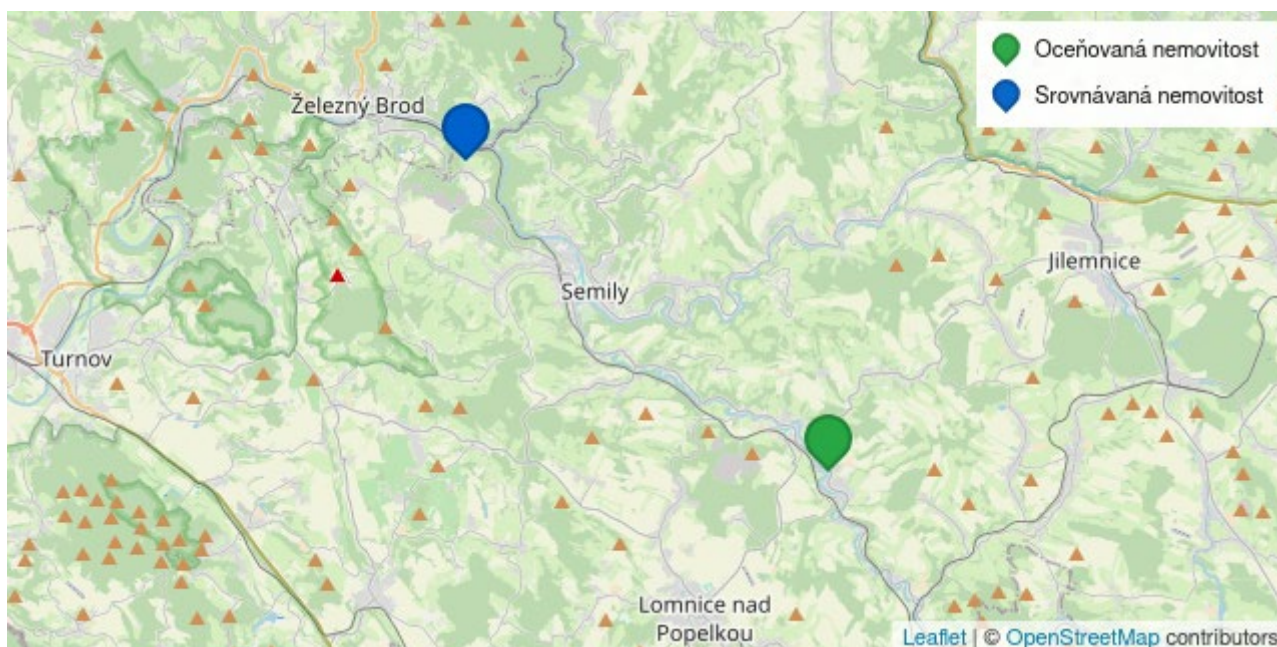 Oceňovaná nemovitost
Srovnávaná nemovitost
Železný Brod
Semily
Jilemnice
Turnov
Lomnice nad
Popelkou
Leaflet | © OpenStreetMap contributors